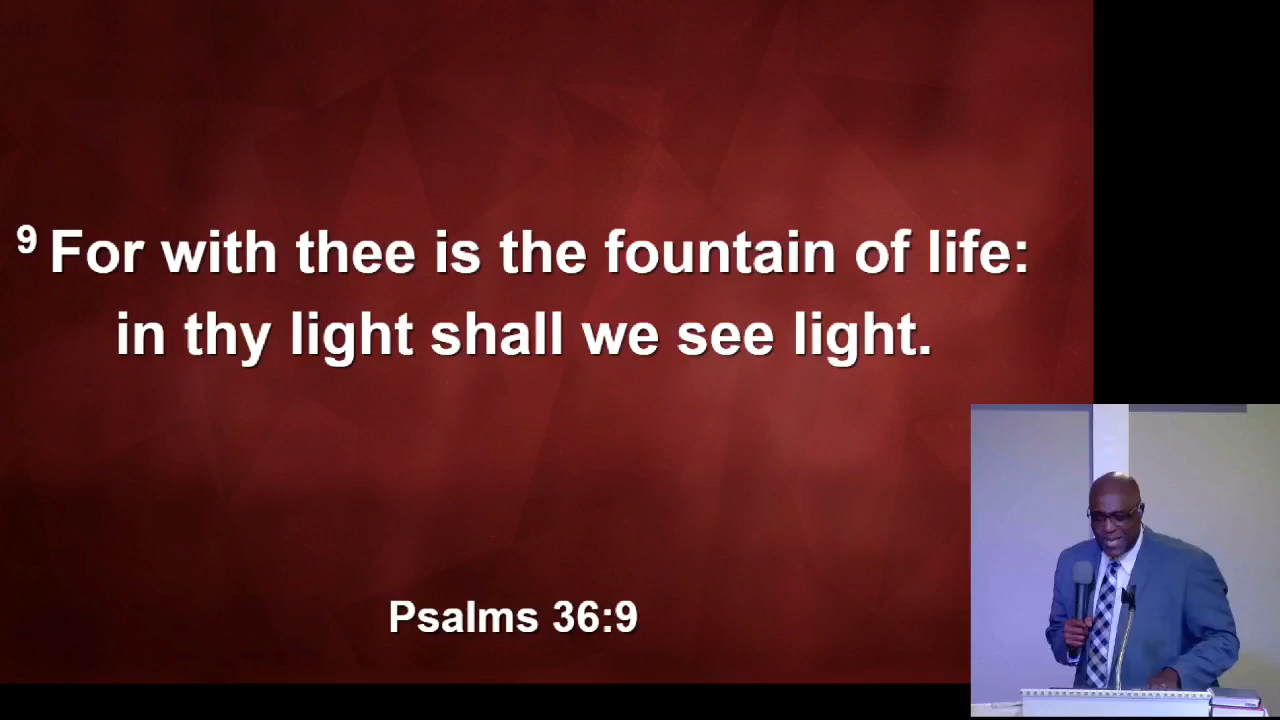 9 For with thee is the fountain of life:
in thy light shall we see light.
Psalms 36:9